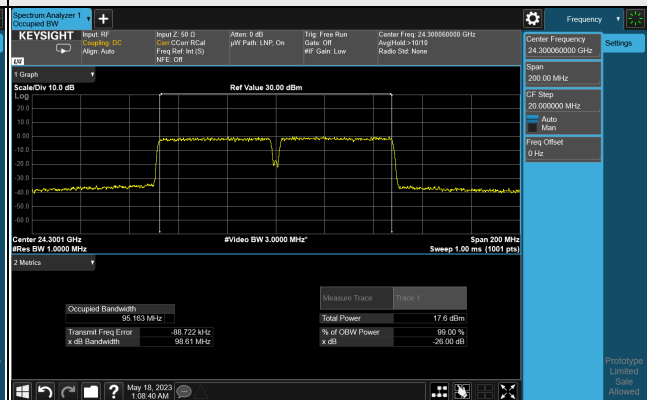 Spectrum Analyzer 1
Occupied BW
+
Frequency
KEYSIGHT
Input: RF
Coupling: DC
Align: Auto
Input Z: 50 Ω
Corr CCorr RCal
Freq Ref: Int (S)
NFE: Off
Atten: 0 dB
µW Path: LNP, On
Trig: Free Run
Gate: Off
#IF Gain: Low
Center Freq: 24.300060000 GHz
Avg|Hold:>10/10
Radio Std: None
LXI
Center Frequency
24.300060000 GHz
Settings
Span
200.00 MHz
CF Step
20.000000 MHz
Auto
Man
Freq Offset
0 Hz
1 Graph
Scale/Div 10.0 dB
Ref Value 30.00 dBm
Log
20.0
10.0
0.00
-10.0
-20.0
-30.0
-40.0
-50.0
-60.0
Center 24.3001 GHz
#Video BW 3.0000 MHz*
Span 200 MHz
#Res BW 1.0000 MHz
Sweep 1.00 ms (1001 pts)
2 Metrics
Measure Trace
Trace 1
Occupied Bandwidth
95.163 MHz
Total Power
17.6 dBm
Transmit Freq Error
-88.722 kHz
% of OBW Power
99.00 %
x dB Bandwidth
98.61 MHz
x dB
-26.00 dB
Prototype
Limited
Sale
Allowed
?
May 18, 2023
1:08:40 AM